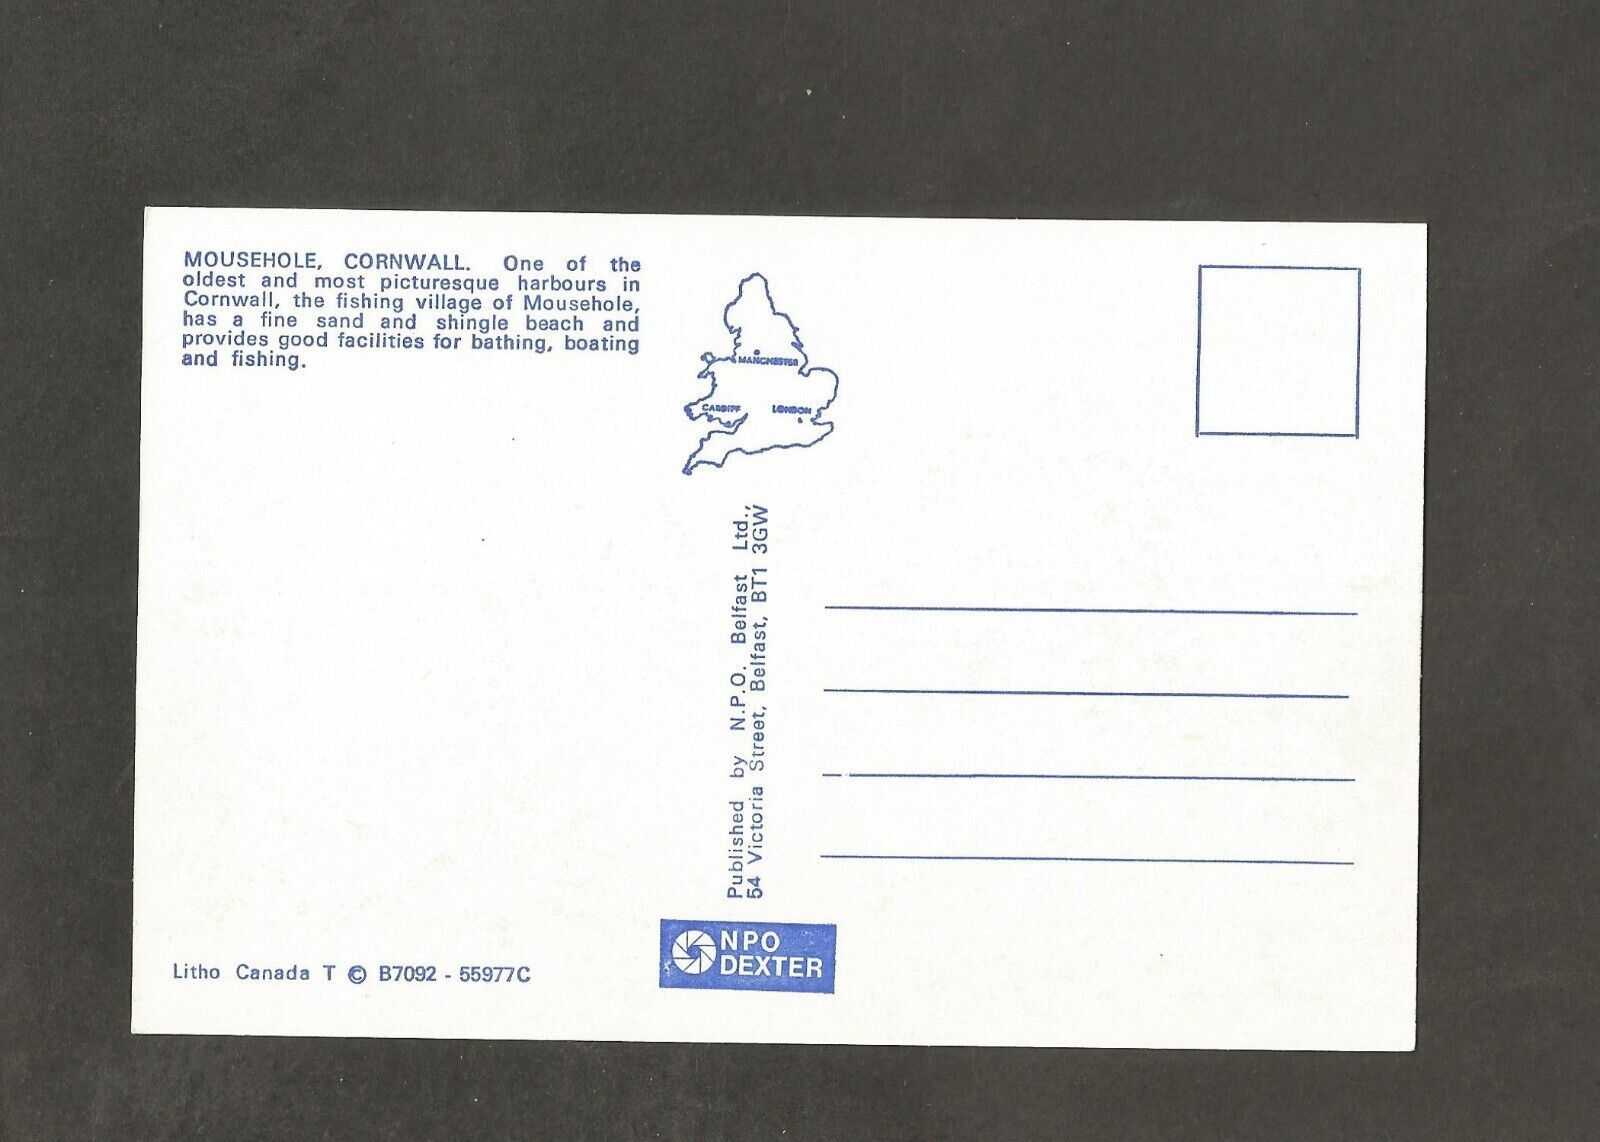 MOUSEHOLE, CORNWALL. One of the
oldest and most picturesque harbours in
Cornwall, the fishing village of Mousehole,
has a fine sand and shingle beach and
provides good facilities for bathing, boating
and fishing.
MANCHESTER
CARDIFF
LONDON
Published by N.P.O. Belfast Ltd.,
54 Victoria Street, Belfast, BT1 3GW
NPO
DEXTER
Litho Canada T © B7092 - 55977C